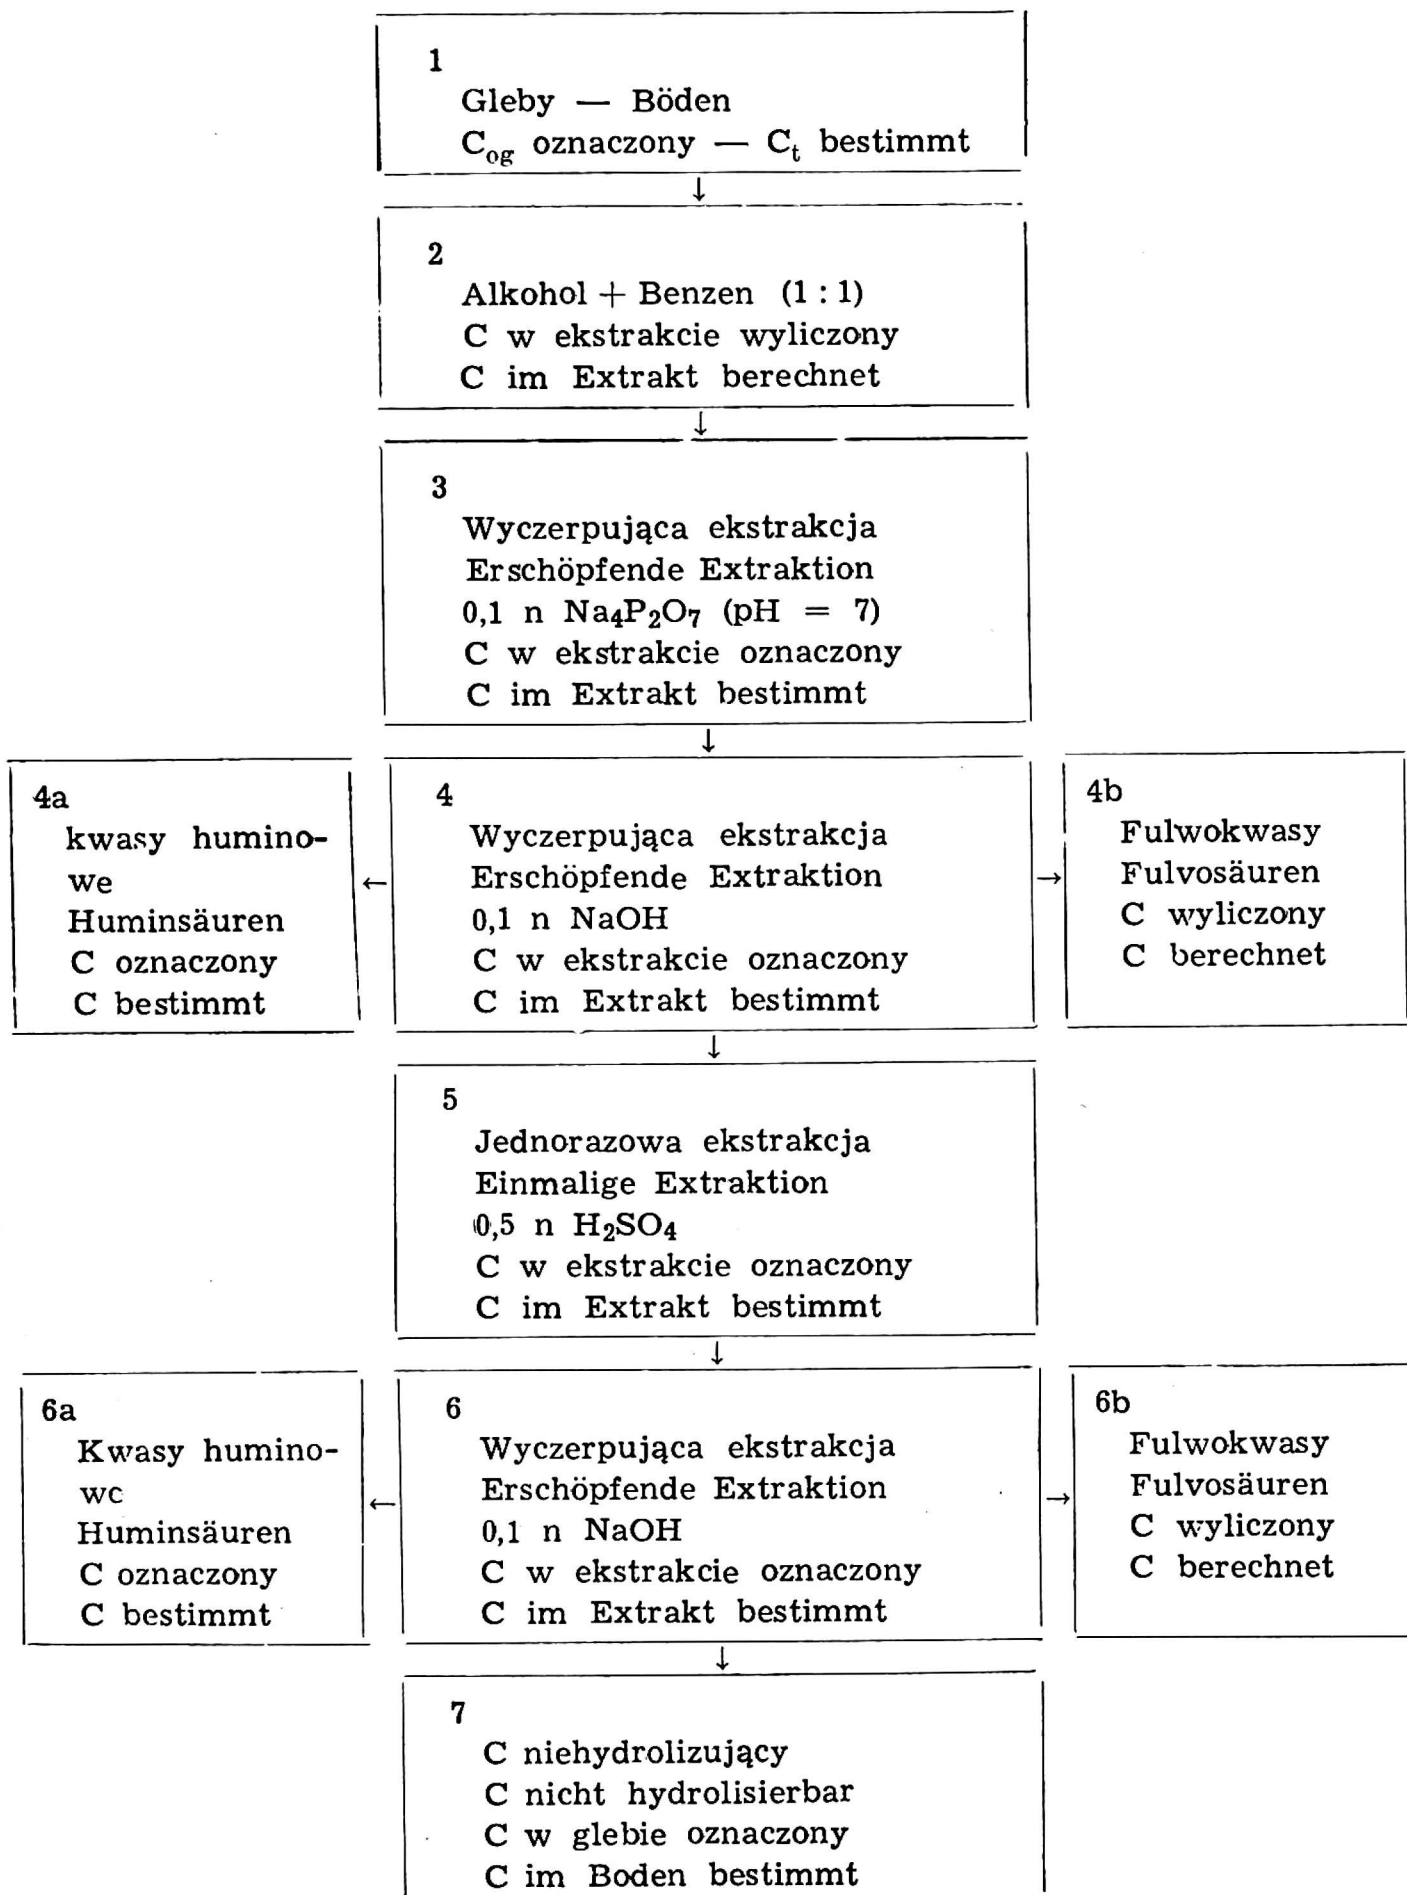 1
Gleby — Böden
C_og oznaczony — C_t bestimmt
↓
2
Alkohol + Benzen (1 : 1)
C w ekstrakcie wyliczony
C im Extrakt berechnet
↓
3
Wyczerpująca ekstrakcja
Erschöpfende Extraktion
0,1 n Na₄P₂O₇ (pH = 7)
C w ekstrakcie oznaczony
C im Extrakt bestimmt
↓
4a
kwasy humino-
we
Huminsäuren
C oznaczony
C bestimmt
←
4
Wyczerpująca ekstrakcja
Erschöpfende Extraktion
0,1 n NaOH
C w ekstrakcie oznaczony
C im Extrakt bestimmt
→
4b
Fulwokwasy
Fulvosäuren
C wyliczony
C berechnet
↓
5
Jednorazowa ekstrakcja
Einmalige Extraktion
0,5 n H₂SO₄
C w ekstrakcie oznaczony
C im Extrakt bestimmt
↓
6a
Kwasy humino-
wc
Huminsäuren
C oznaczony
C bestimmt
←
6
Wyczerpująca ekstrakcja
Erschöpfende Extraktion
0,1 n NaOH
C w ekstrakcie oznaczony
C im Extrakt bestimmt
→
6b
Fulwokwasy
Fulvosäuren
C wyliczony
C berechnet
↓
7
C niehydrolizujący
C nicht hydrolisierbar
C w glebie oznaczony
C im Boden bestimmt